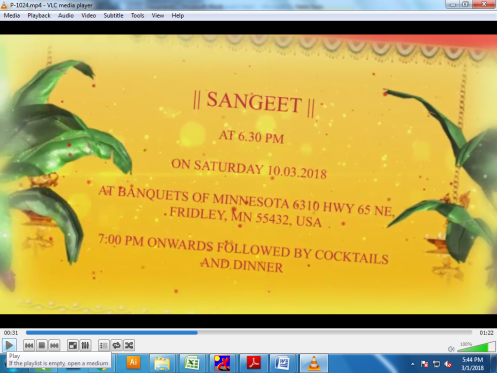 P-1024.mp4 - VLC media player
Media Playback Audio Video Subtitle Tools View Help
|| SANGEET ||
AT 6.30 PM
ON SATURDAY 10.03.2018
AT BANQUETS OF MINNESOTA 6310 HWY 65 NE,
FRIDLEY, MN 55432, USA
7:00 PM ONWARDS FOLLOWED BY COCKTAILS
AND DINNER
00:31
01:22
100%
Play
If the playlist is empty, open a medium
Ai
5:44 PM
3/1/2018